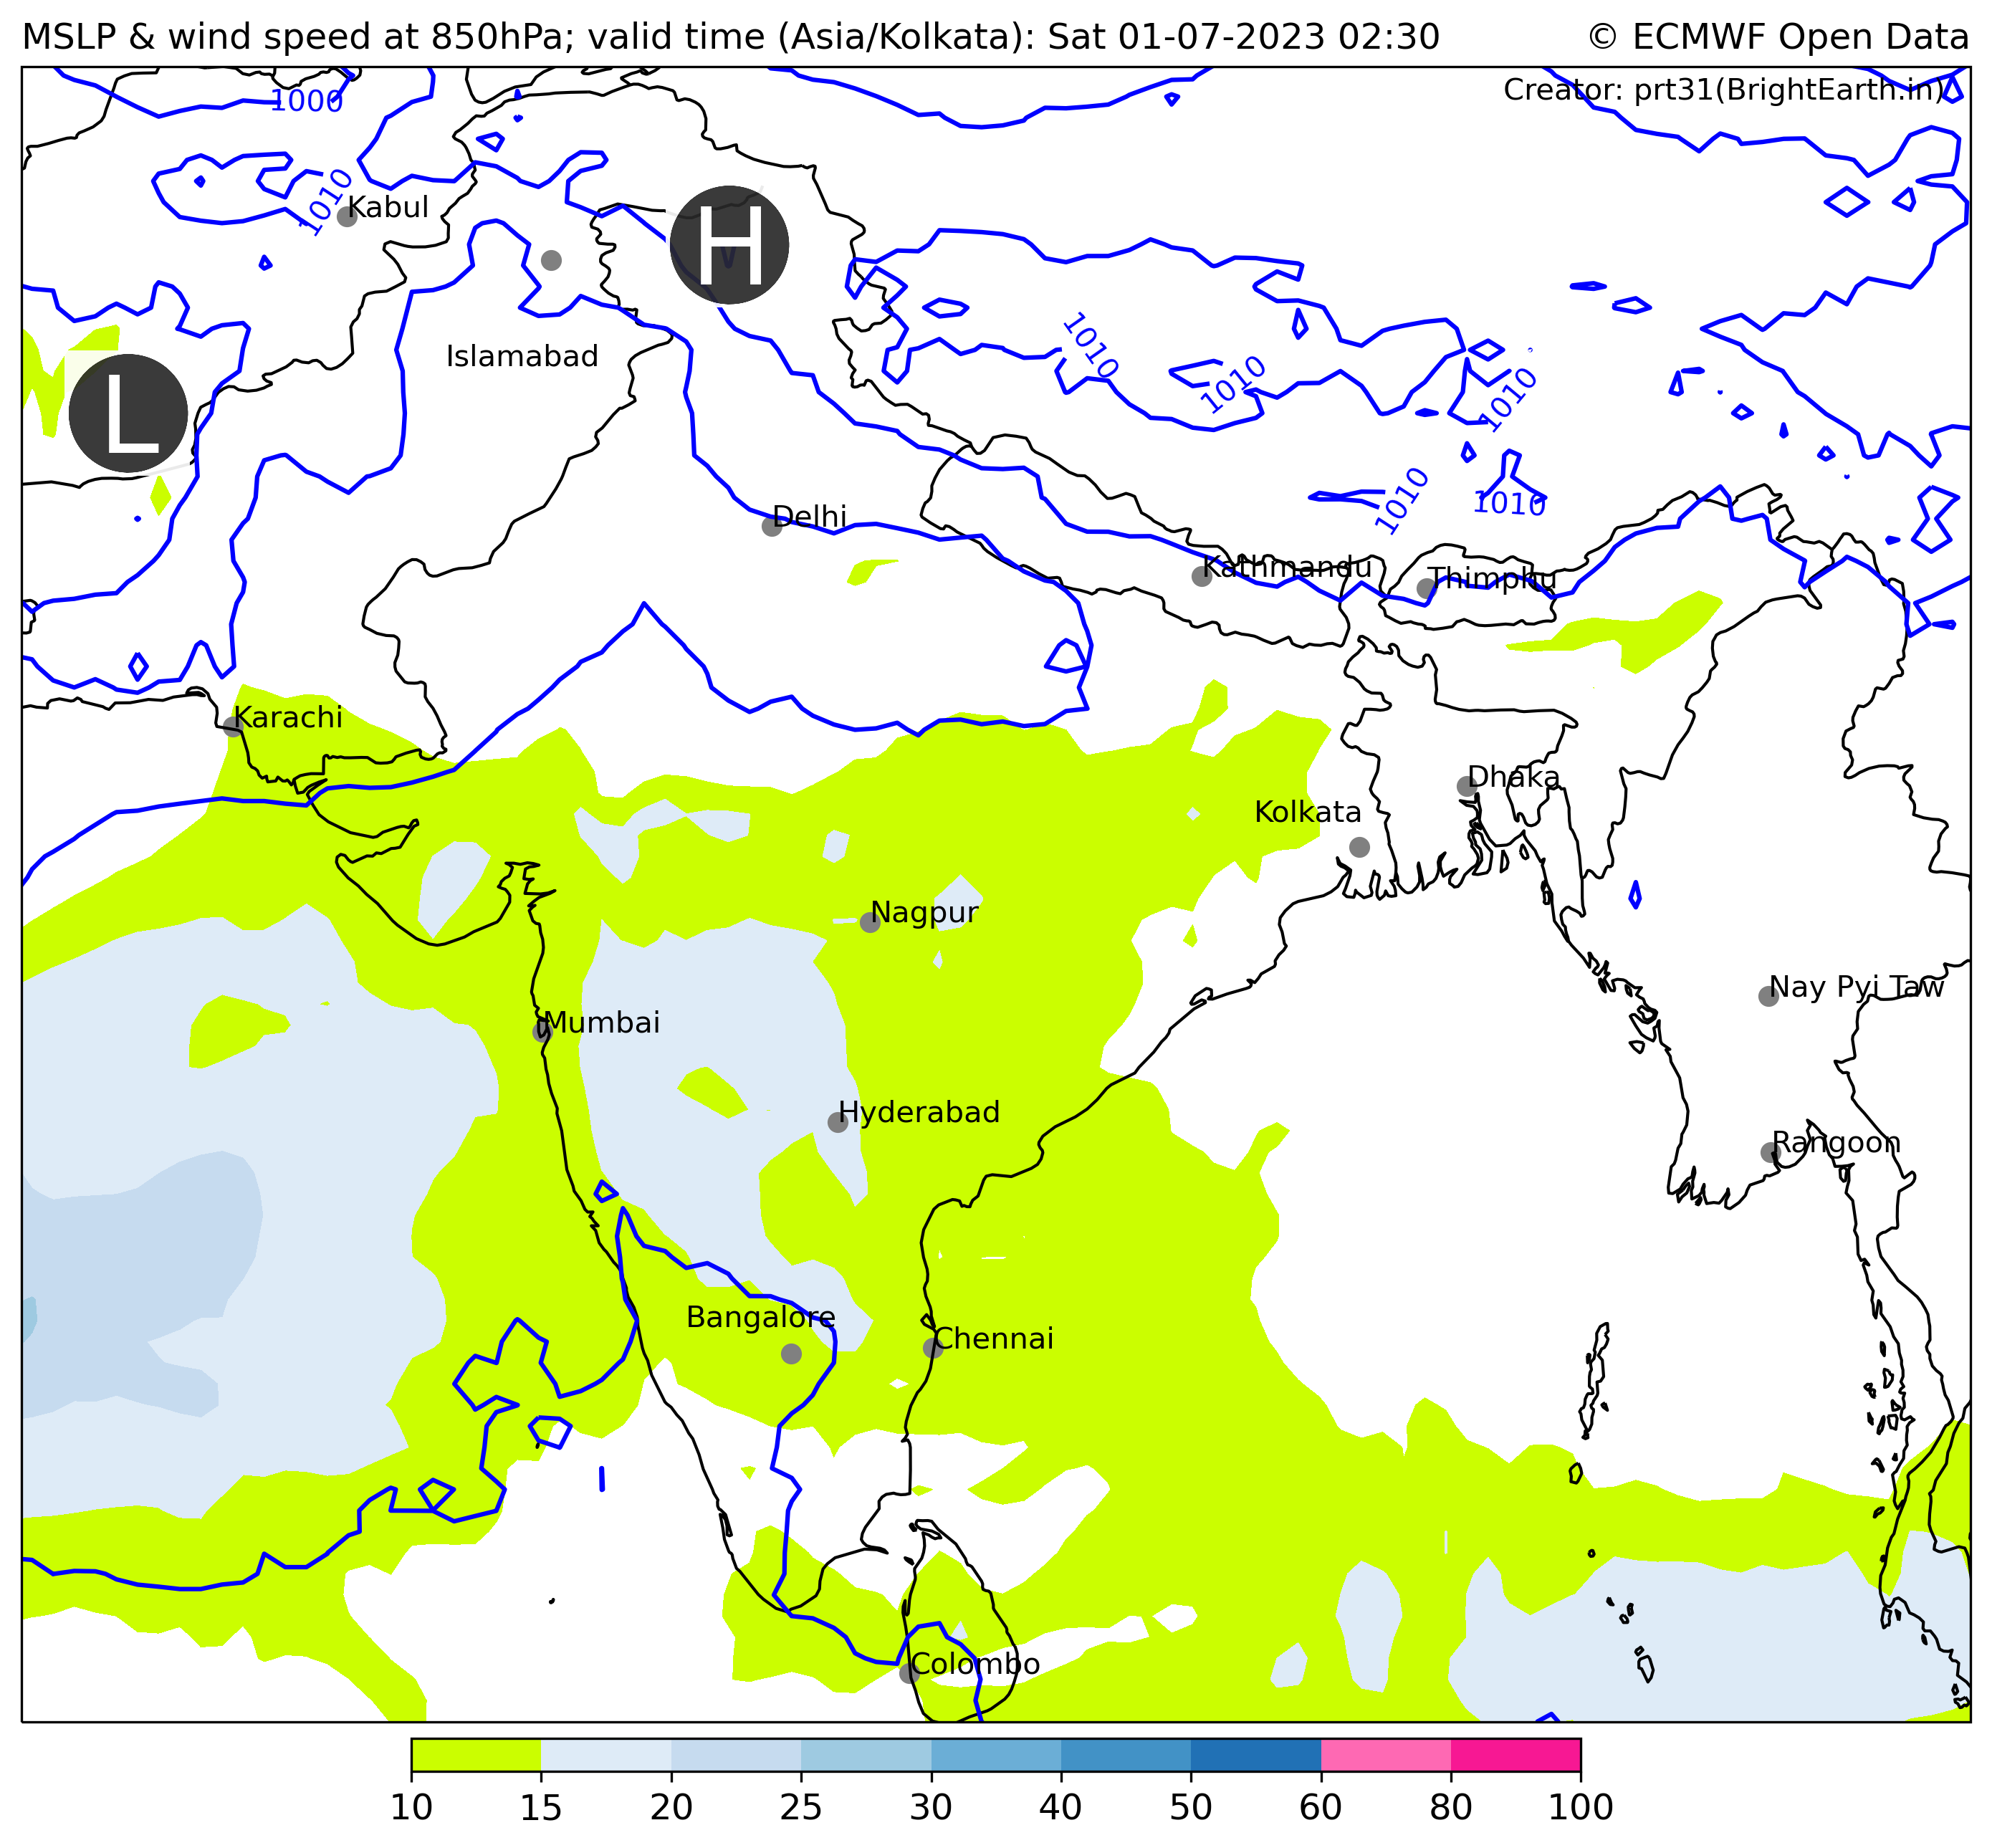 MSLP & wind speed at 850hPa; valid time (Asia/Kolkata): Sat 01-07-2023 02:30
© ECMWF Open Data
Creator: prt31(BrightEarth.in)
1000
1010
Kabul
H
Islamabad
L
1010
1010
1010
1010
1010
Delhi
Kathmandu
Thimphu
Karachi
Dhaka
Kolkata
Nagpur
Nay Pyi Taw
Mumbai
Hyderabad
Rangoon
Bangalore
Chennai
Colombo
10 15 20 25 30 40 50 60 80 100